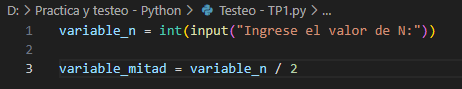 D: > Practica y testeo - Python > Testeo - TP1.py > ...
1 variable_n = int(input("Ingrese el valor de N:"))
2
3 variable_mitad = variable_n / 2